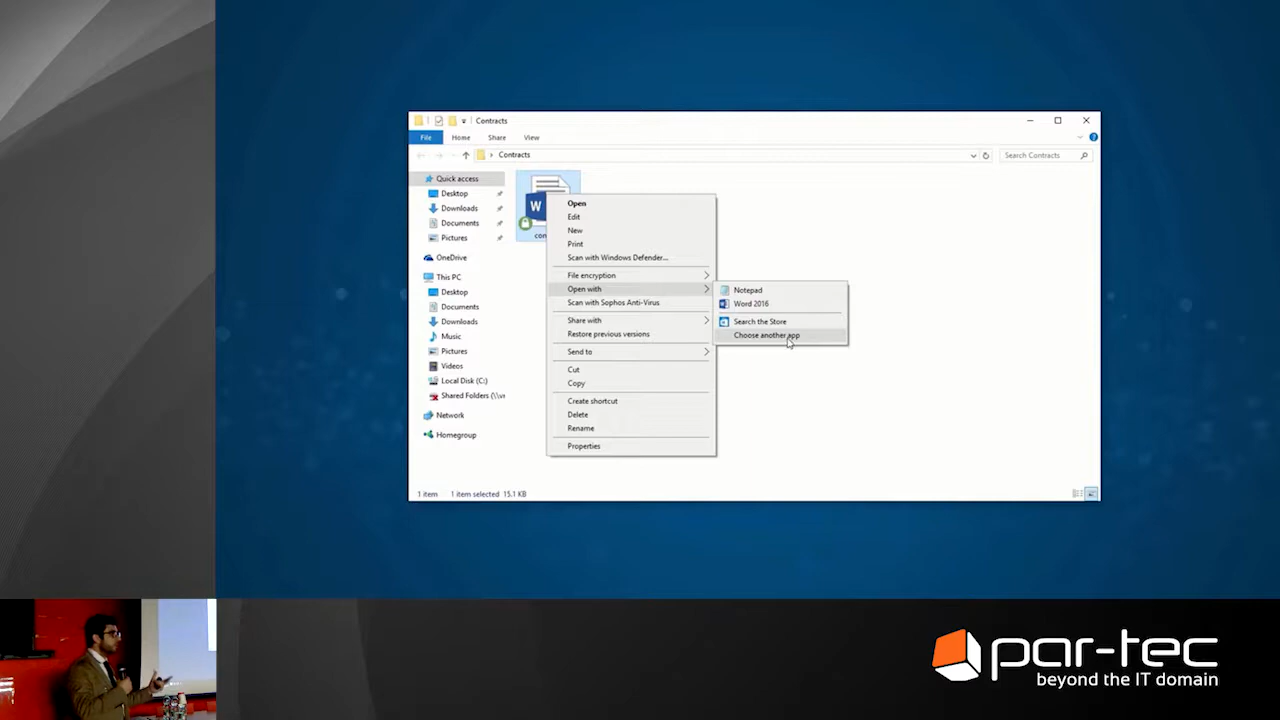 Contracts
File Home Share View
Contracts
Search Contracts
Quick access
Desktop
Downloads
Documents
Pictures
OneDrive
This PC
Desktop
Documents
Downloads
Music
Pictures
Videos
Local Disk (C:)
Shared Folders (\\vr
Network
Homegroup
W
con
Open
Edit
New
Print
Scan with Windows Defender...
File encryption
Open with
Scan with Sophos Anti-Virus
Share with
Restore previous versions
Send to
Cut
Copy
Create shortcut
Delete
Rename
Properties
Notepad
Word 2016
Search the Store
Choose another app
1 item 1 item selected 15.1 KB
par-tec
beyond the IT domain